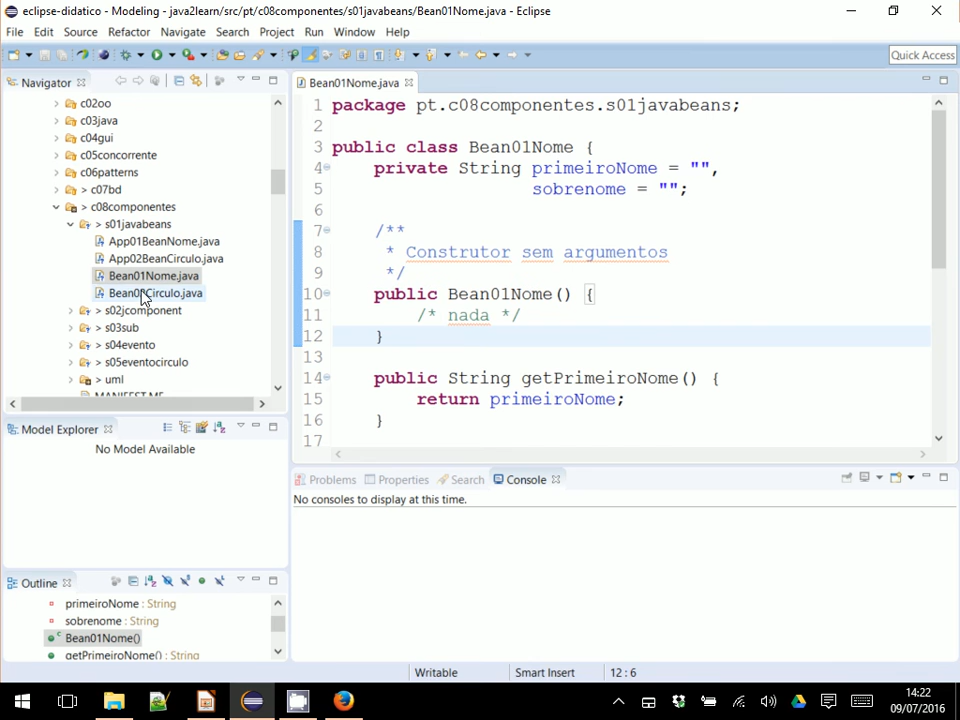 eclipse-didatico - Modeling - java2learn/src/pt/c08componentes/s01javabeans/Bean01Nome.java - Eclipse
File Edit Source Refactor Navigate Search Project Run Window Help
Quick Access
Navigator
c02oo
c03java
c04gui
c05concorrente
c06patterns
> c07bd
> c08componentes
> s01javabeans
App01BeanNome.java
App02BeanCirculo.java
Bean01Nome.java
Bean02Circulo.java
> s02jcomponent
> s03sub
> s04evento
> s05eventocirculo
> uml
MANIFEST.MF
Model Explorer
No Model Available
Outline
primeiroNome : String
sobrenome : String
Bean01Nome()
getPrimeiroNome() : String
Bean01Nome.java
1 package pt.c08componentes.s01javabeans;
2
3 public class Bean01Nome {
4 private String primeiroNome = "",
5 sobrenome = "";
6
7 /**
8 * Construtor sem argumentos
9 */
10 public Bean01Nome() {
11 /* nada */
12 }
13
14 public String getPrimeiroNome() {
15 return primeiroNome;
16 }
17
Problems Properties Search Console
No consoles to display at this time.
Writable Smart Insert 12 : 6
14:22
09/07/2016